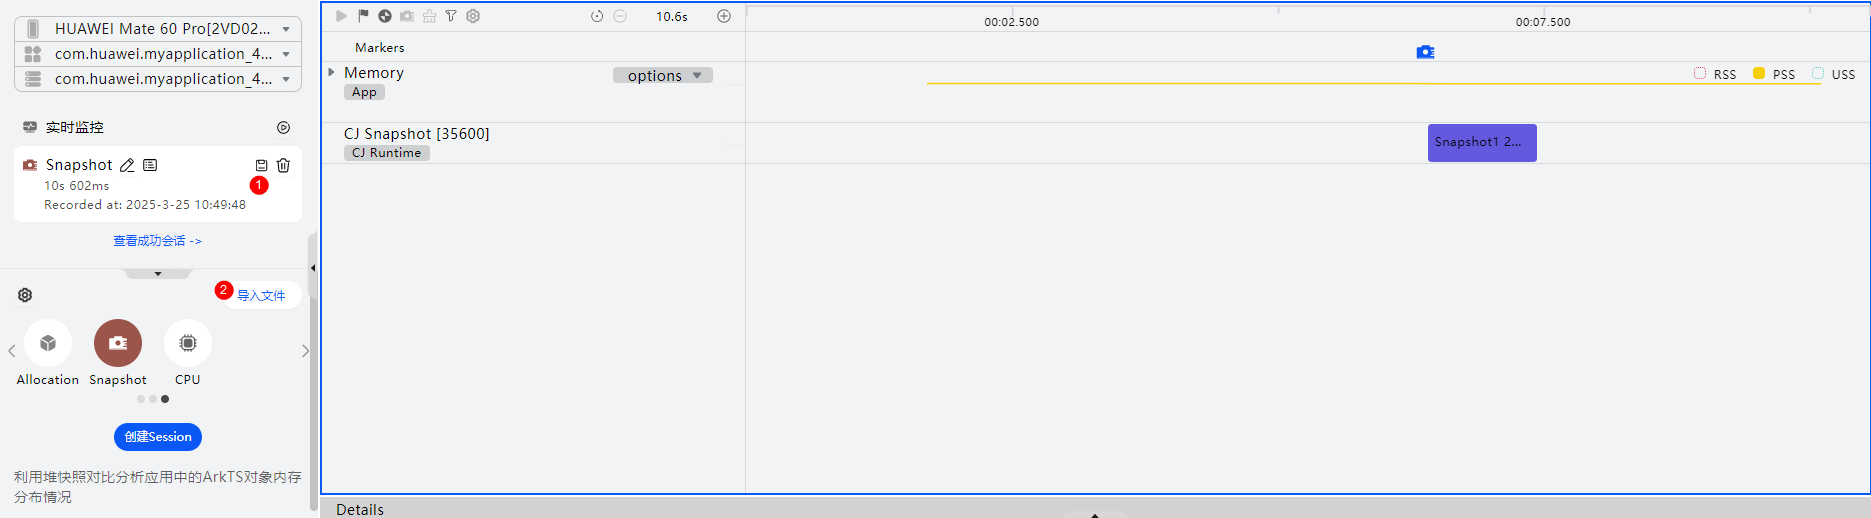 HUAWEI Mate 60 Pro[2VD02...
com.huawei.myapplication_4...
com.huawei.myapplication_4...
实时监控
Snapshot
1
10s 602ms
Recorded at: 2025-3-25 10:49:48
查看成功会话 ->
2
导入文件
Allocation
Snapshot
CPU
创建Session
利用堆快照对比分析应用中的ArkTS对象内存
分布情况
10.6s
00:02.500
00:07.500
Markers
Memory
options
App
RSS
PSS
USS
CJ Snapshot [35600]
CJ Runtime
Snapshot1 2...
Details